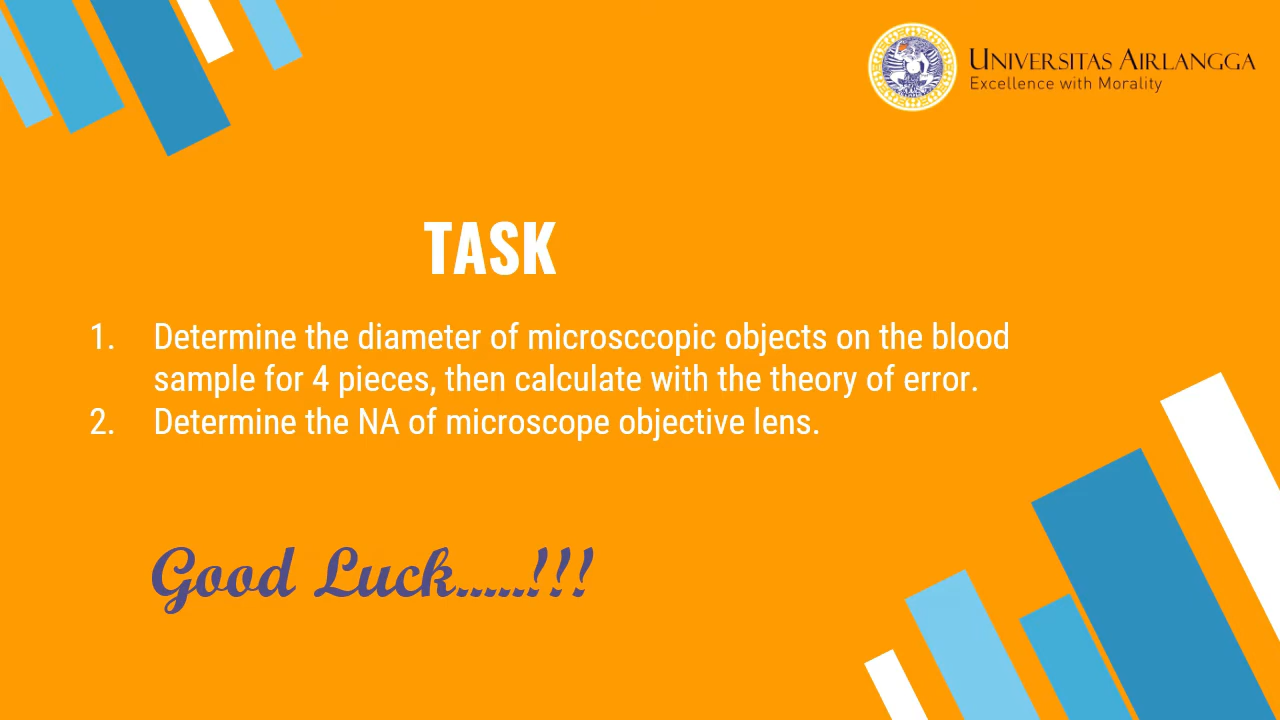 UNIVERSITAS AIRLANGGA
Excellence with Morality
TASK
1. Determine the diameter of microsccopic objects on the blood
sample for 4 pieces, then calculate with the theory of error.
2. Determine the NA of microscope objective lens.
Good Luck.....!!!